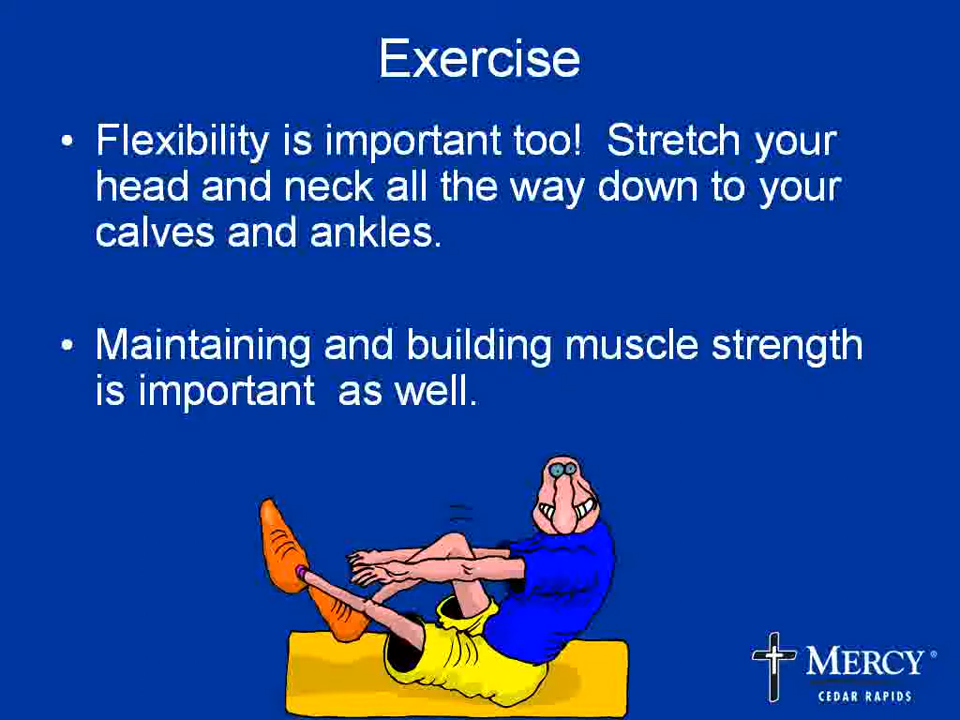 Exercise
• Flexibility is important too!  Stretch your
head and neck all the way down to your
calves and ankles.
• Maintaining and building muscle strength
is important  as well.
MERCY®
CEDAR RAPIDS